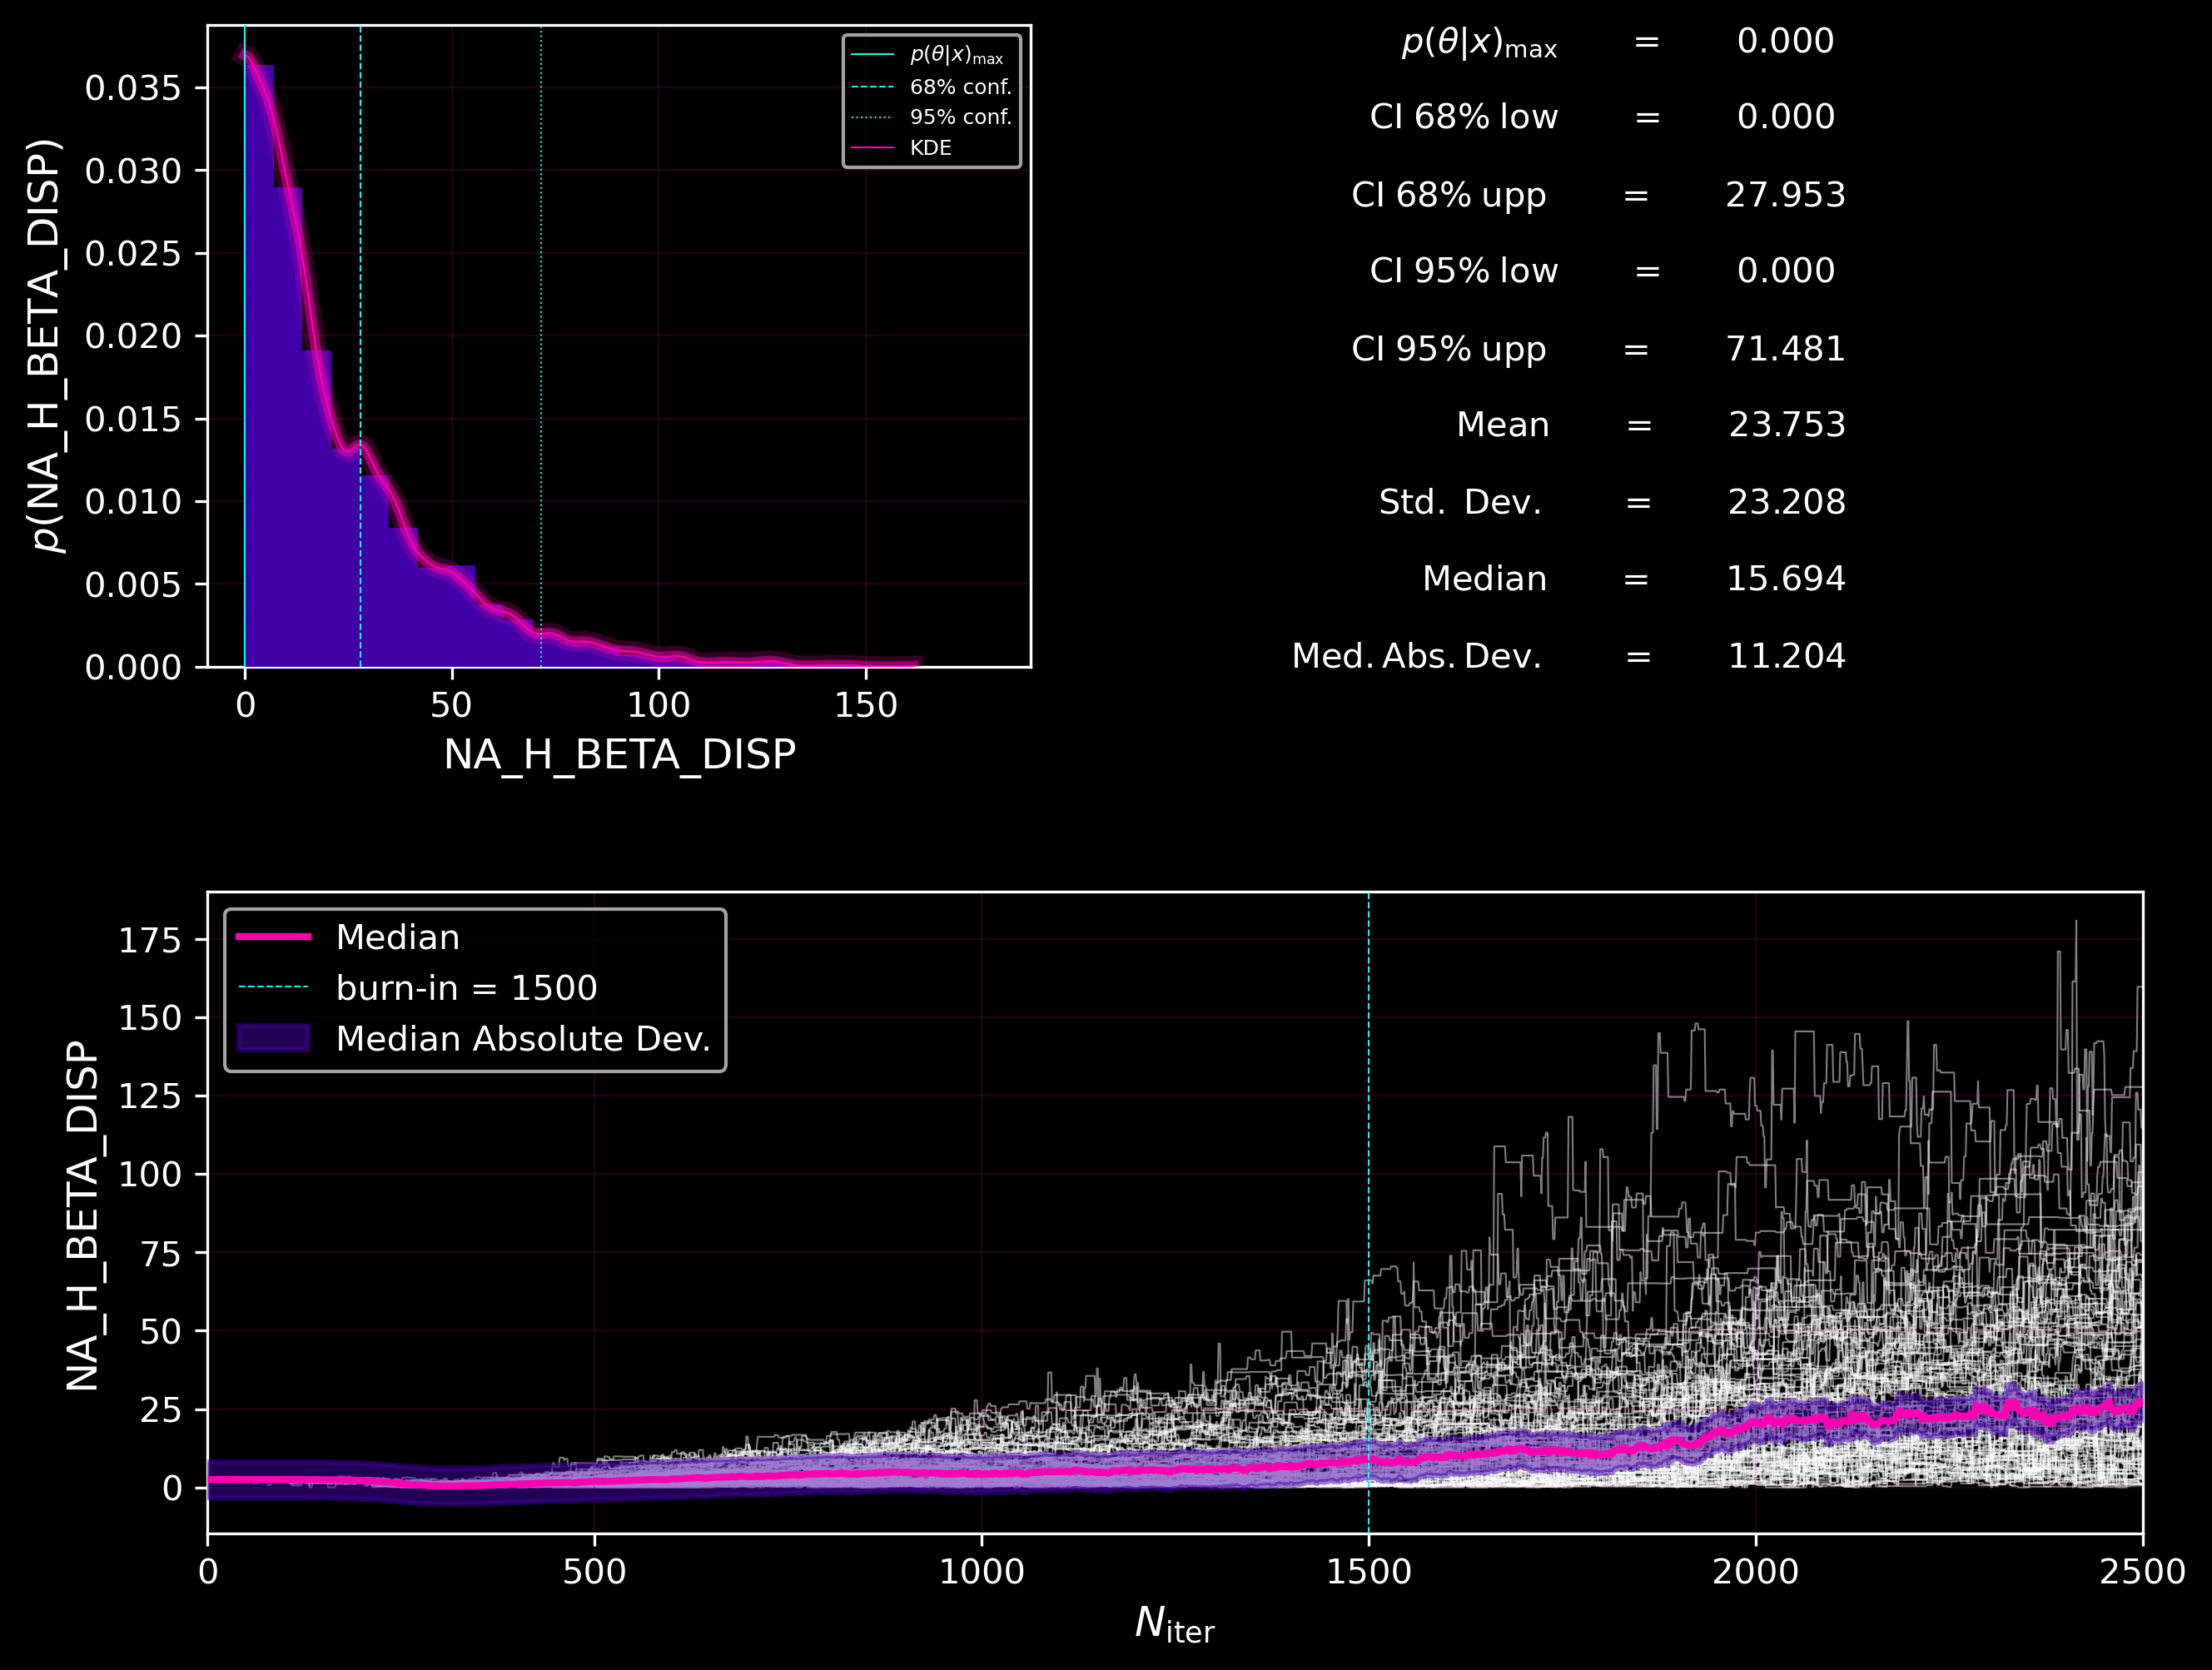 p(NA_H_BETA_DISP)
0.035
0.030
0.025
0.020
0.015
0.010
0.005
0.000
0 50 100 150
NA_H_BETA_DISP
p(θ|x)max
68% conf.
95% conf.
KDE
p(θ|x)max = 0.000
CI 68% low = 0.000
CI 68% upp = 27.953
CI 95% low = 0.000
CI 95% upp = 71.481
Mean = 23.753
Std. Dev. = 23.208
Median = 15.694
Med. Abs. Dev. = 11.204
NA_H_BETA_DISP
175
150
125
100
75
50
25
0
Median
burn-in = 1500
Median Absolute Dev.
0 500 1000 1500 2000 2500
Niter